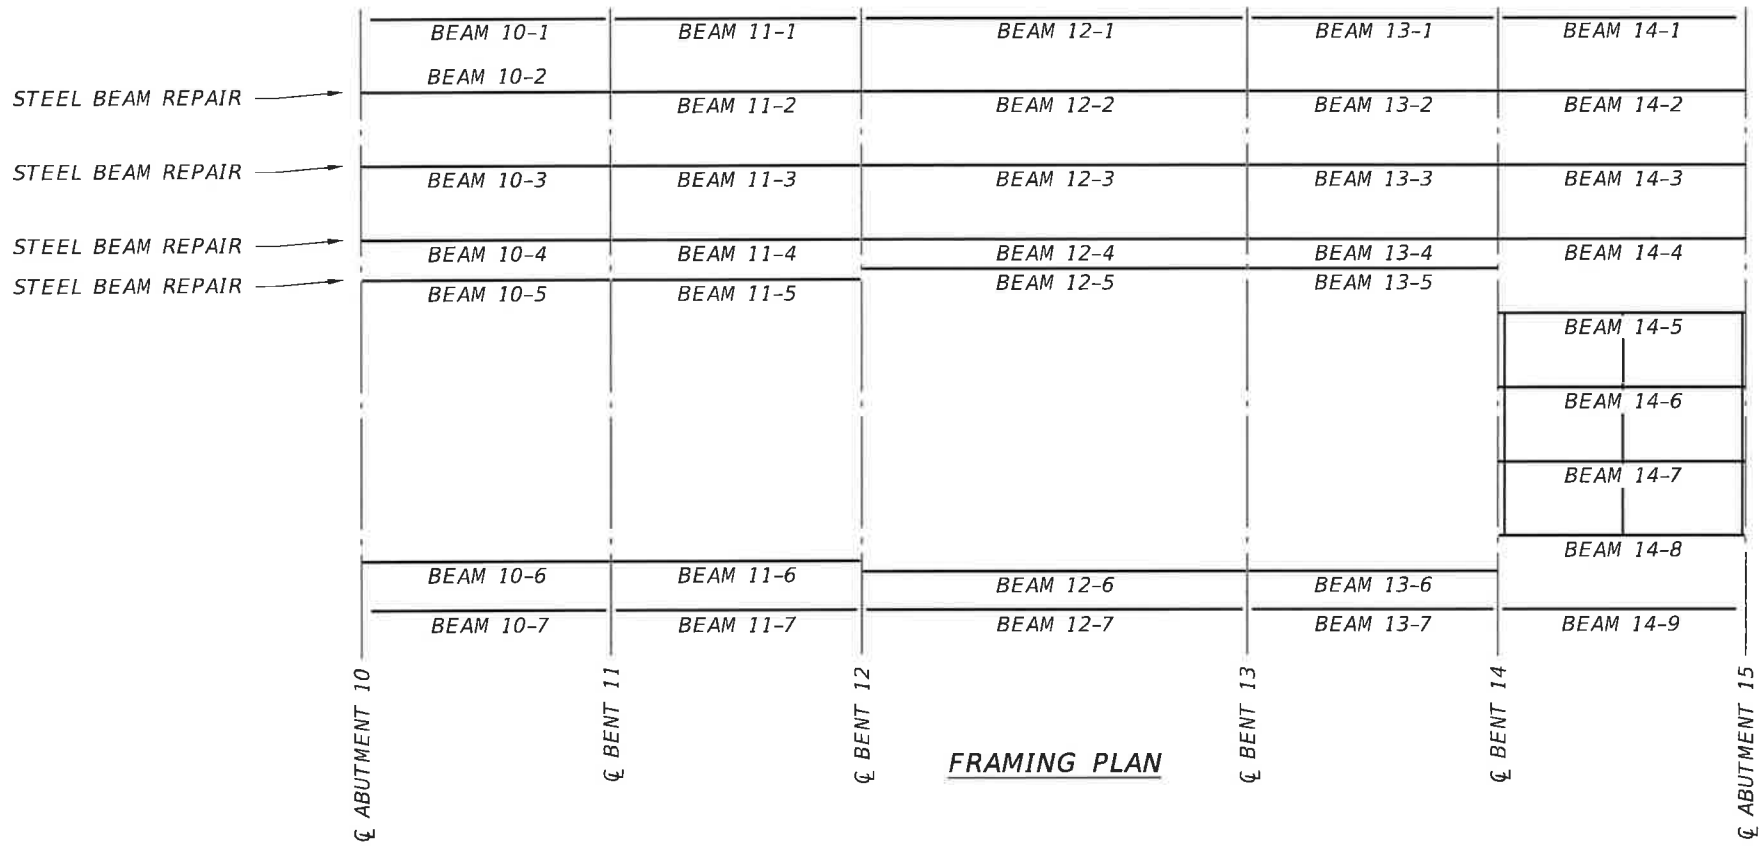 BEAM 10-1 BEAM 11-1 BEAM 12-1 BEAM 13-1 BEAM 14-1
BEAM 10-2
STEEL BEAM REPAIR
BEAM 11-2 BEAM 12-2 BEAM 13-2 BEAM 14-2
STEEL BEAM REPAIR
BEAM 10-3 BEAM 11-3 BEAM 12-3 BEAM 13-3 BEAM 14-3
STEEL BEAM REPAIR
BEAM 10-4 BEAM 11-4 BEAM 12-4 BEAM 13-4 BEAM 14-4
STEEL BEAM REPAIR
BEAM 10-5 BEAM 11-5 BEAM 12-5 BEAM 13-5
BEAM 14-5
BEAM 14-6
BEAM 14-7
BEAM 14-8
BEAM 10-6 BEAM 11-6 BEAM 12-6 BEAM 13-6
BEAM 10-7 BEAM 11-7 BEAM 12-7 BEAM 13-7 BEAM 14-9
℄ ABUTMENT 10
℄ BENT 11
℄ BENT 12
℄ BENT 13
℄ BENT 14
℄ ABUTMENT 15
FRAMING PLAN